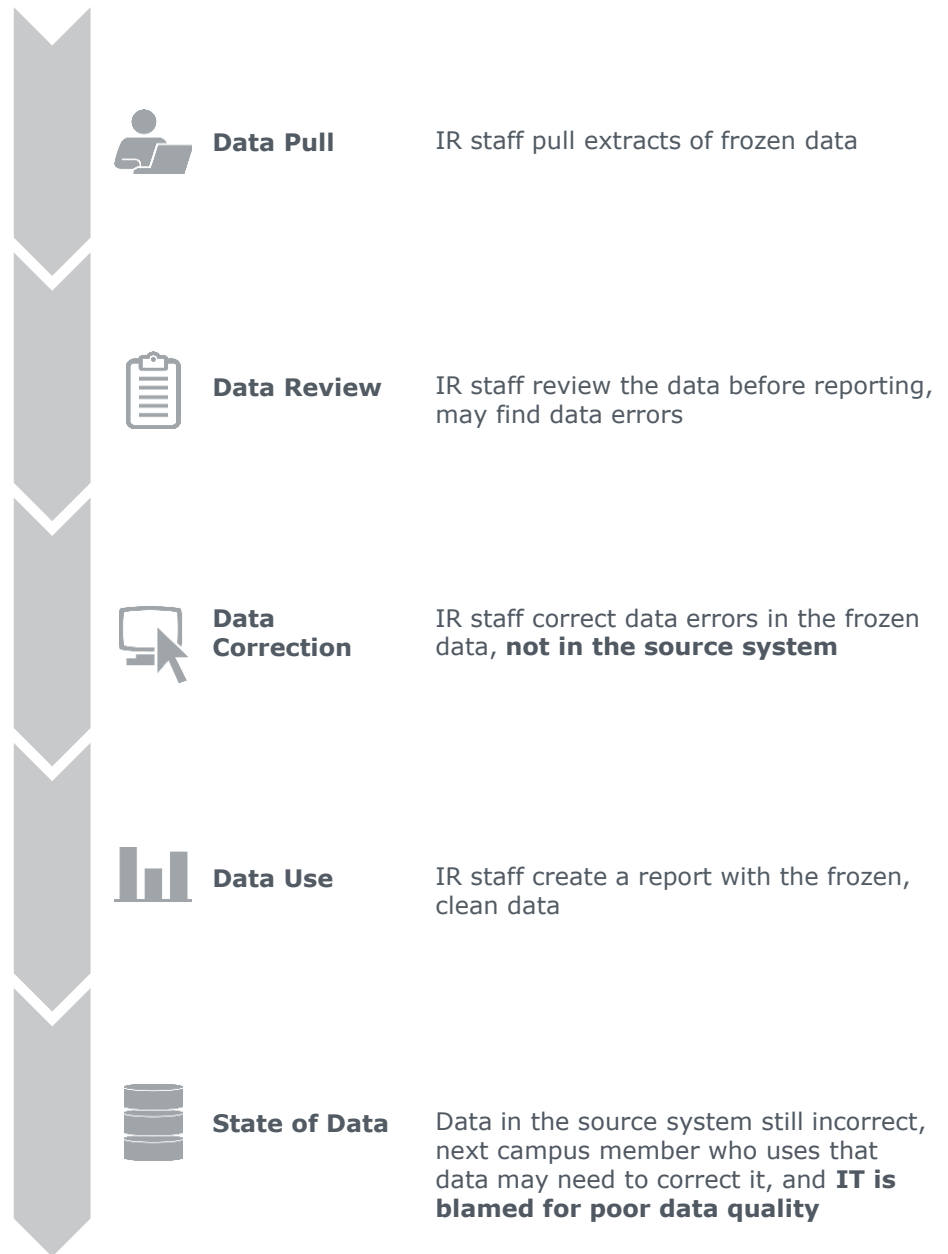 Data Pull
IR staff pull extracts of frozen data
Data Review
IR staff review the data before reporting,
may find data errors
Data
Correction
IR staff correct data errors in the frozen
data, not in the source system
Data Use
IR staff create a report with the frozen,
clean data
State of Data
Data in the source system still incorrect,
next campus member who uses that
data may need to correct it, and IT is
blamed for poor data quality